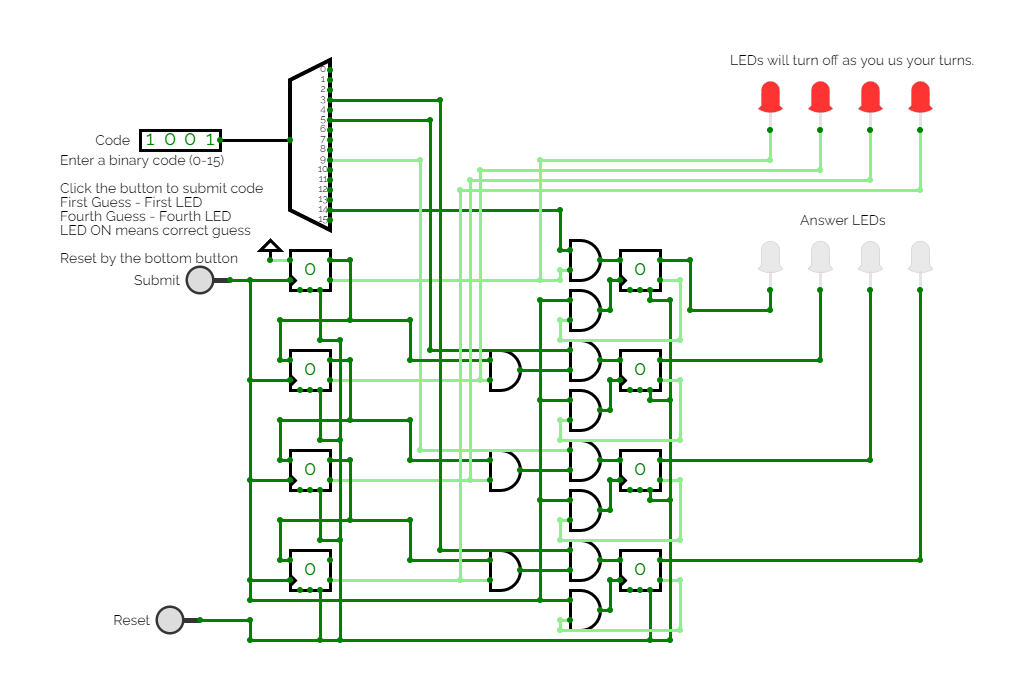 LEDs will turn off as you us your turns.
0
1
2
3
4
5
6
7
8
9
10
11
12
13
14
15
Code 1 0 0 1
Enter a binary code (0-15)
Click the button to submit code
First Guess - First LED
Fourth Guess - Fourth LED
LED ON means correct guess
Answer LEDs
Reset by the bottom button
Submit
0 0
0 0
0 0
0 0
Reset